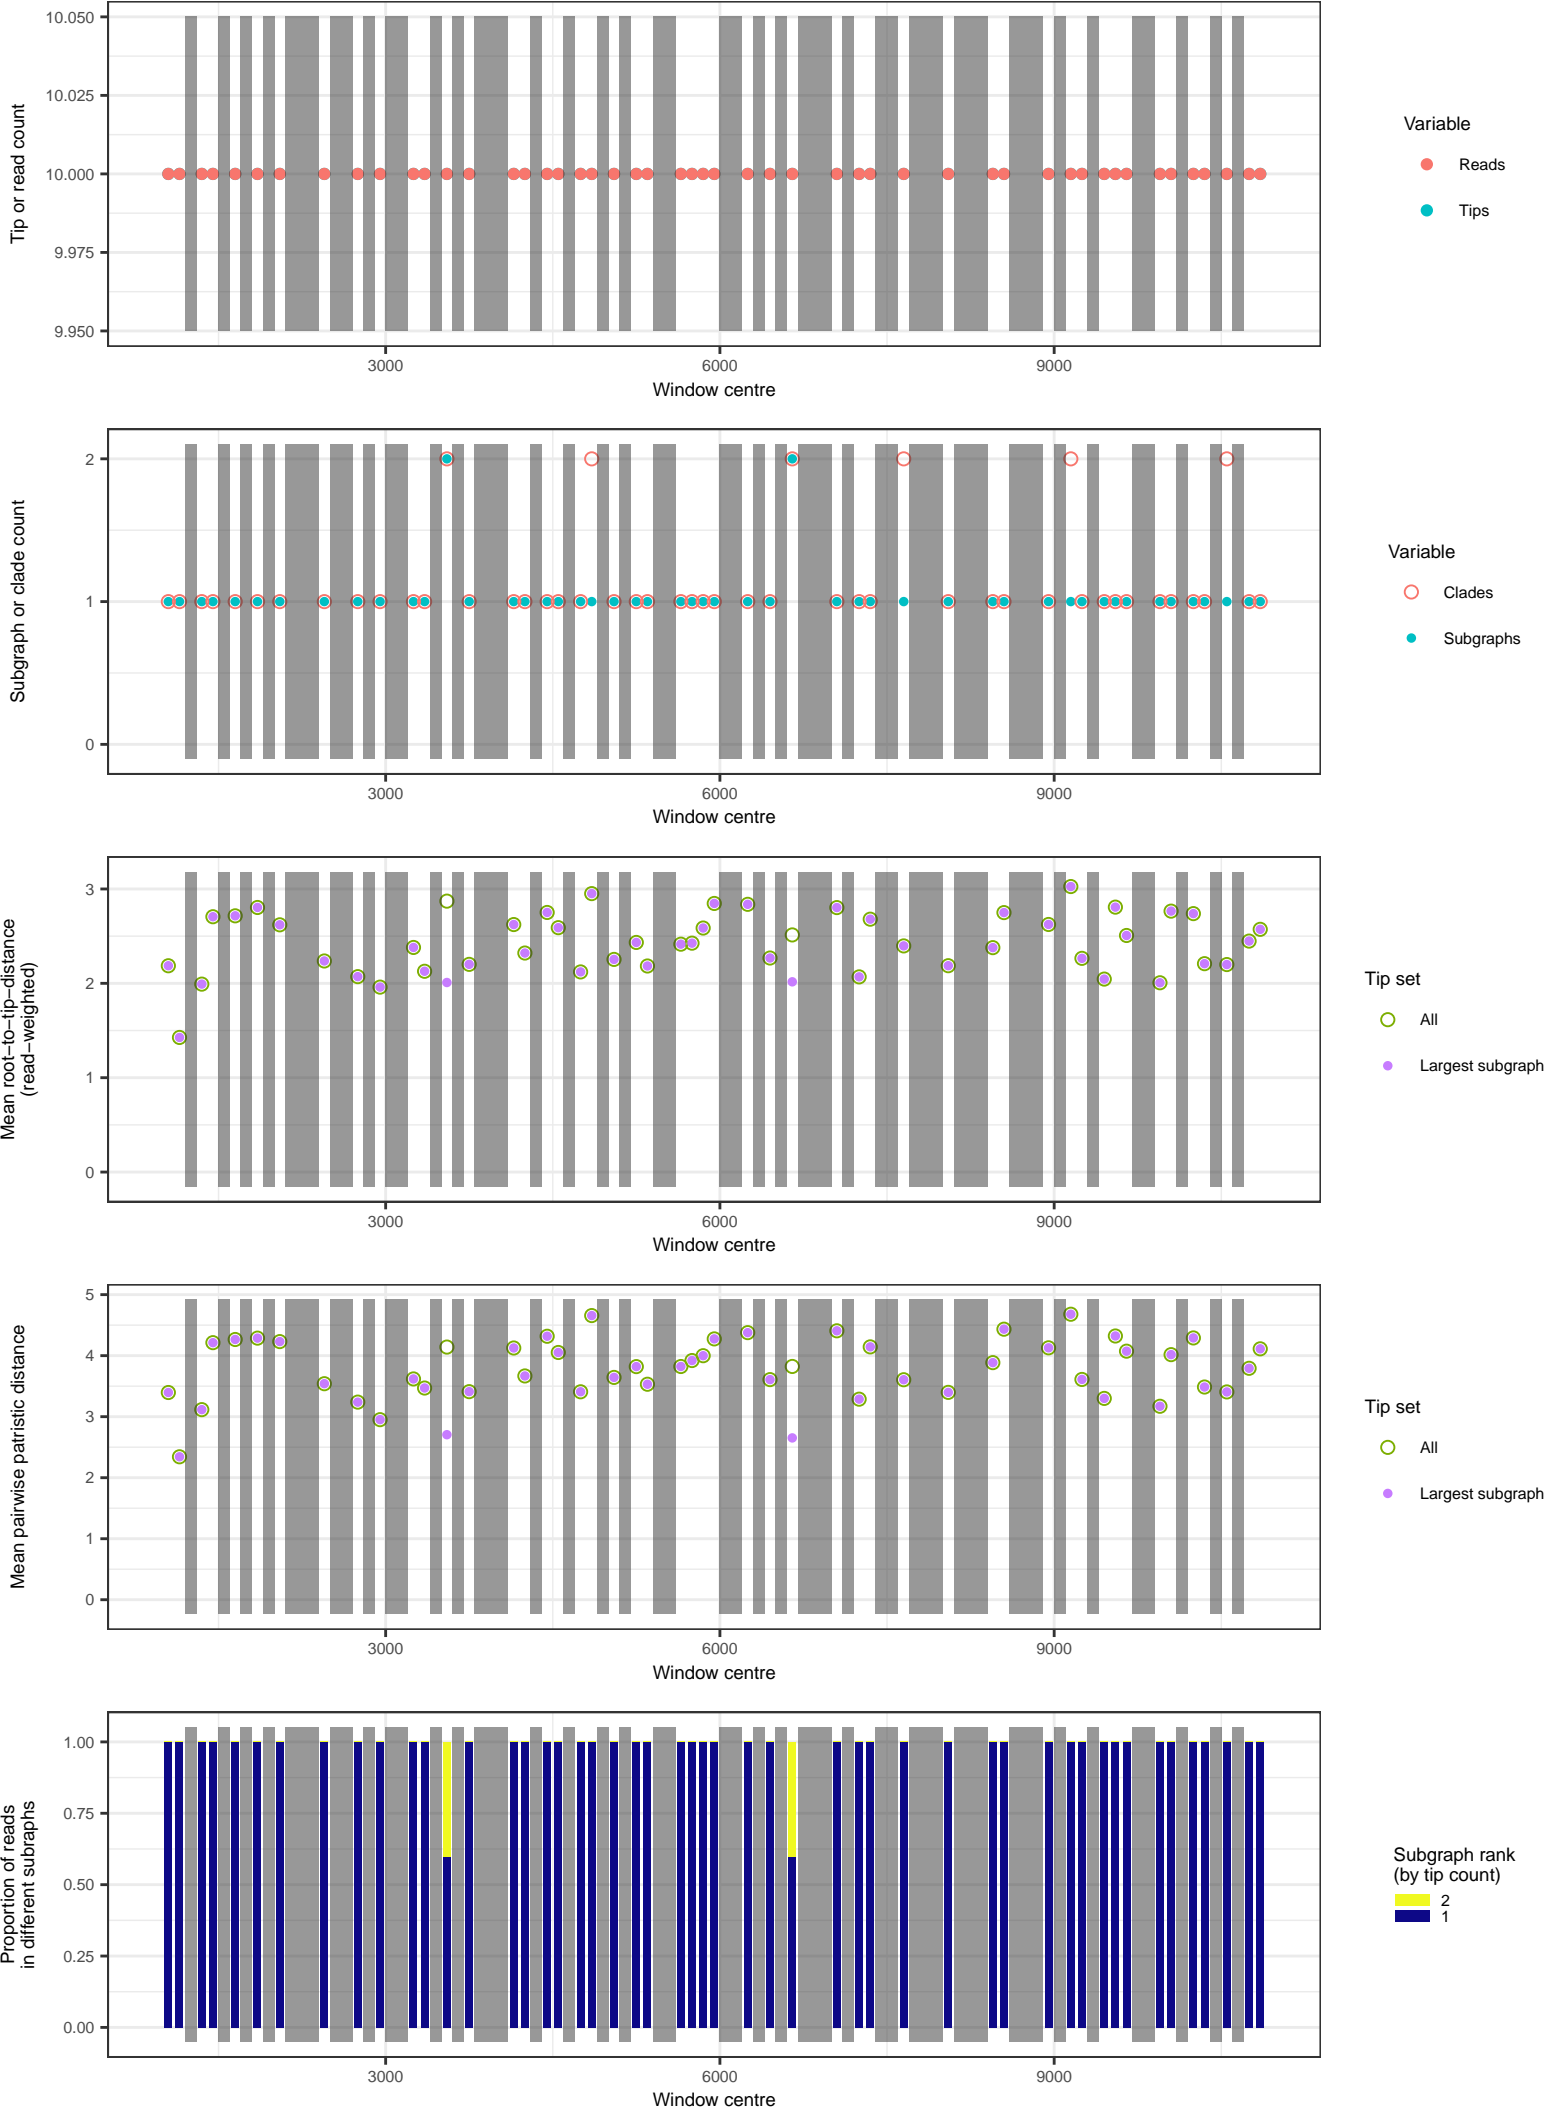 10.050
10.025
10.000
9.975
9.950
Tip or read count
3000
6000
9000
Window centre
Variable
Reads
Tips
2
1
0
Subgraph or clade count
3000
6000
9000
Window centre
Variable
Clades
Subgraphs
3
2
1
0
Mean root−to−tip−distance
(read−weighted)
3000
6000
9000
Window centre
Tip set
All
Largest subgraph
5
4
3
2
1
0
Mean pairwise patristic distance
3000
6000
9000
Window centre
Tip set
All
Largest subgraph
1.00
0.75
0.50
0.25
0.00
Proportion of reads
in different subraphs
3000
6000
9000
Window centre
Subgraph rank
(by tip count)
2
1